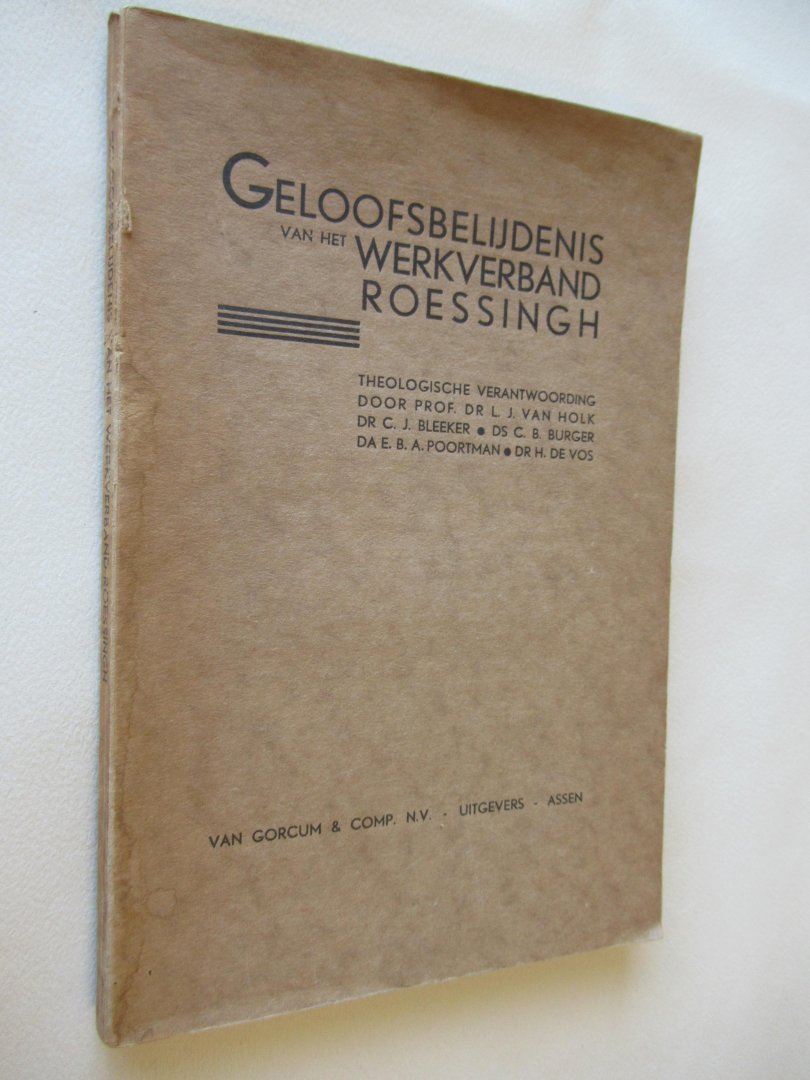 GELOOFSBELIJDENIS
VAN HET WERKVERBAND
ROESSINGH
THEOLOGISCHE VERANTWOORDING
DOOR PROF. DR L. J. VAN HOLK
DR C. J. BLEEKER ● DS C. B. BURGER
DA E. B. A. POORTMAN ● DR H. DE VOS
VAN GORCUM & COMP. N.V. - UITGEVERS - ASSEN
VAN HET WERKVERBAND ROESSINGH